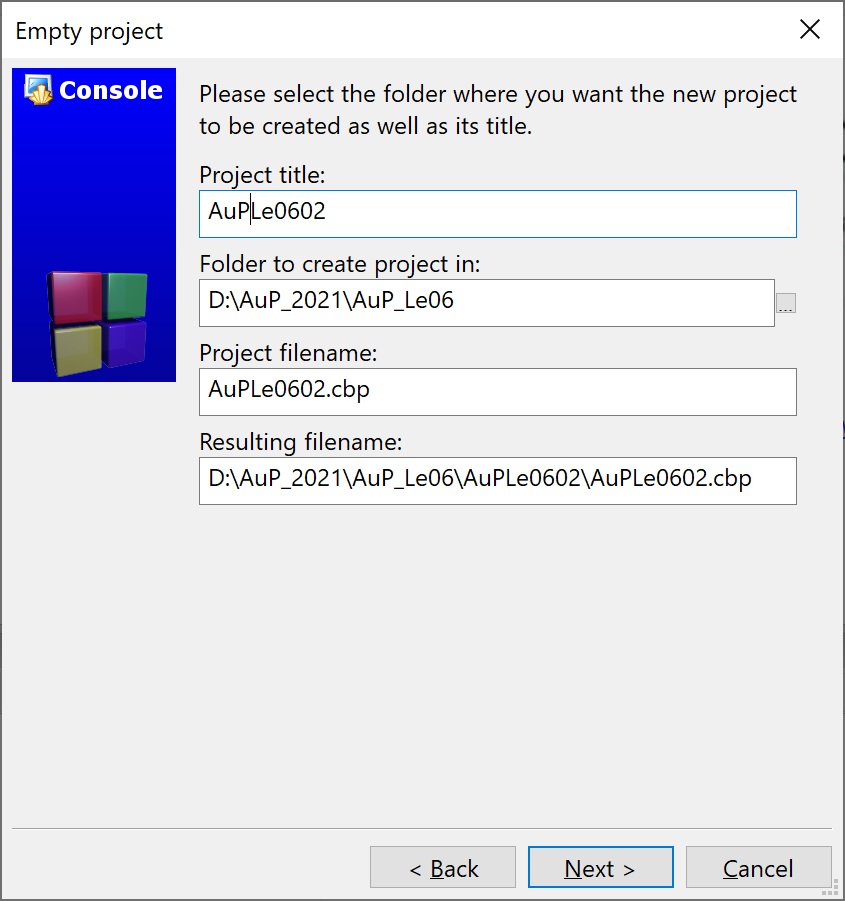 Empty project
Console
Please select the folder where you want the new project
to be created as well as its title.
Project title:
AuPLe0602
Folder to create project in:
D:\AuP_2021\AuP_Le06
...
Project filename:
AuPLe0602.cbp
Resulting filename:
D:\AuP_2021\AuP_Le06\AuPLe0602\AuPLe0602.cbp
< Back
Next >
Cancel